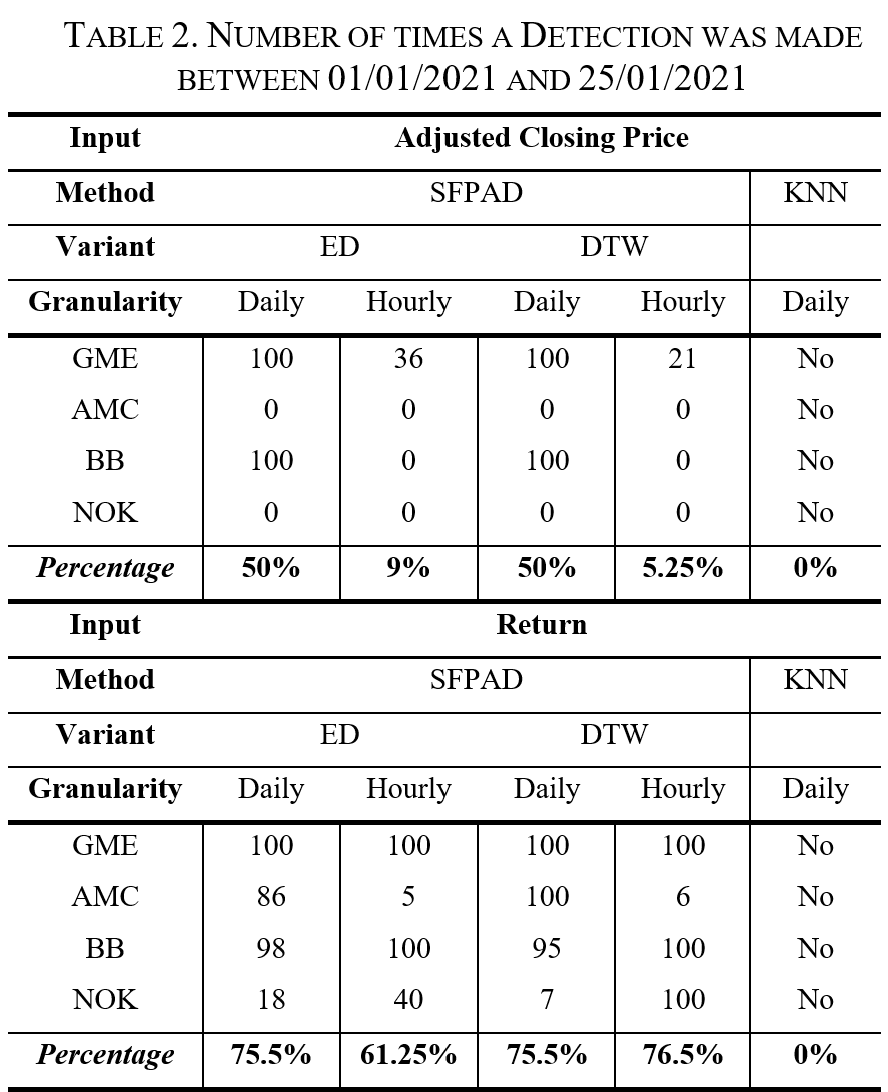 TABLE 2. NUMBER OF TIMES A DETECTION WAS MADE
BETWEEN 01/01/2021 AND 25/01/2021
Input Adjusted Closing Price
Method SFPAD KNN
Variant ED DTW
Granularity Daily Hourly Daily Hourly Daily
GME 100 36 100 21 No
AMC 0 0 0 0 No
BB 100 0 100 0 No
NOK 0 0 0 0 No
Percentage 50% 9% 50% 5.25% 0%
Input Return
Method SFPAD KNN
Variant ED DTW
Granularity Daily Hourly Daily Hourly Daily
GME 100 100 100 100 No
AMC 86 5 100 6 No
BB 98 100 95 100 No
NOK 18 40 7 100 No
Percentage 75.5% 61.25% 75.5% 76.5% 0%